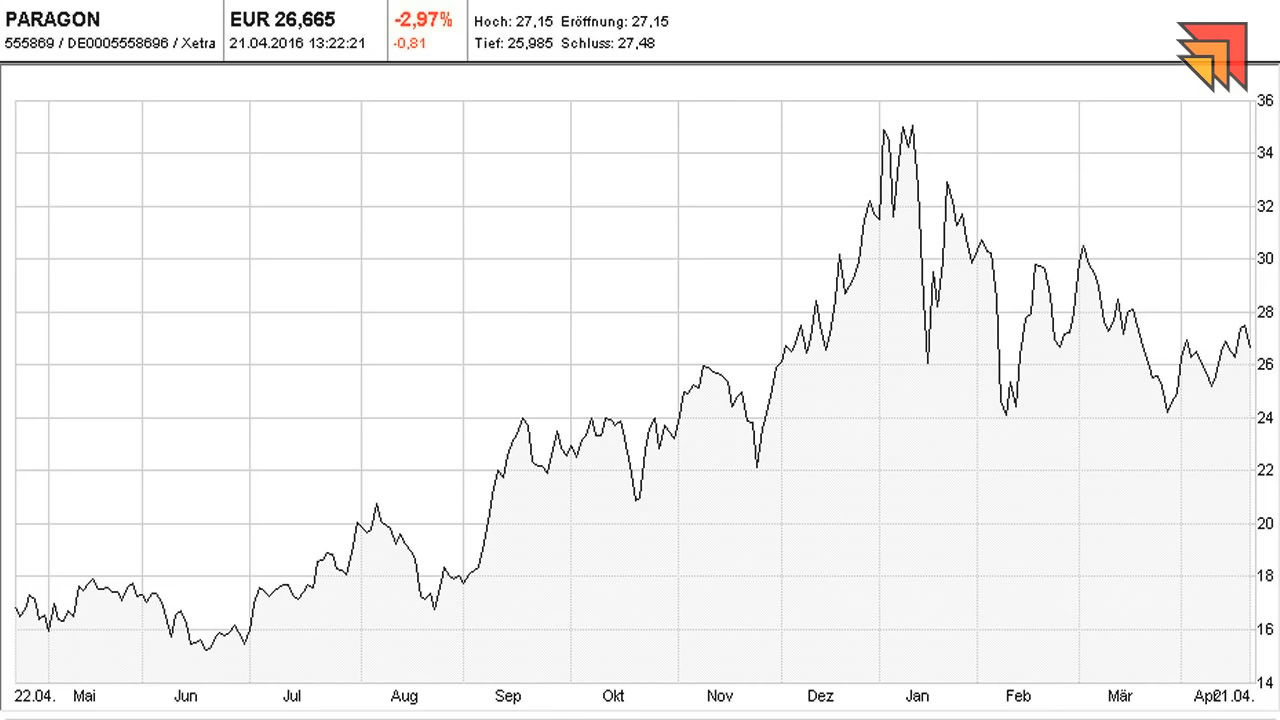 PARAGON
555869 / DE0005558696 / Xetra
EUR 26,665
21.04.2016 13:22:21
-2,97%
-0,81
Hoch: 27,15 Eröffnung: 27,15
Tief: 25,985 Schluss: 27,48
36
34
32
30
28
26
24
22
20
18
16
14
22.04. Mai Jun Jul Aug Sep Okt Nov Dez Jan Feb Mär Apr 21.04.